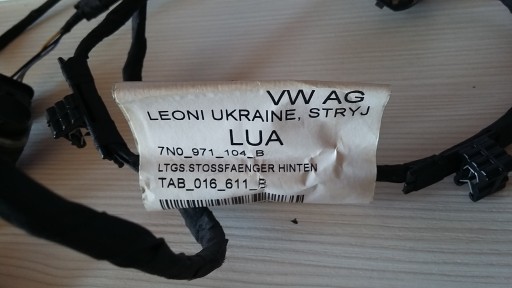 VW AG
LEONI UKRAINE, STRYJ
LUA
7N0_971_104_B
LTGS STOSSFAENGER HINTEN
TAB_016_611_B